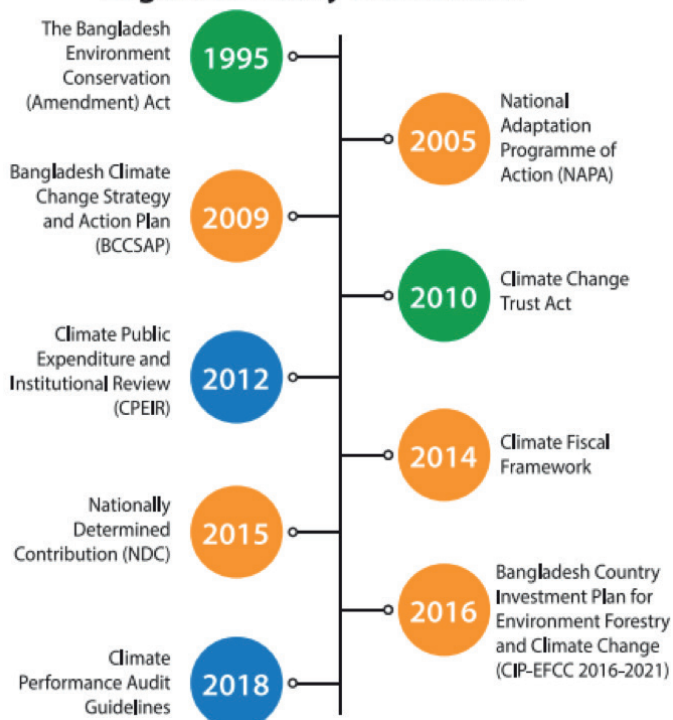 The Bangladesh
Environment
Conservation
(Amendment) Act
1995
2005
National
Adaptation
Programme of
Action (NAPA)
Bangladesh Climate
Change Strategy
and Action Plan
(BCCSAP)
2009
2010
Climate Change
Trust Act
Climate Public
Expenditure and
Institutional Review
(CPEIR)
2012
2014
Climate Fiscal
Framework
Nationally
Determined
Contribution (NDC)
2015
2016
Bangladesh Country
Investment Plan for
Environment Forestry
and Climate Change
(CIP-EFCC 2016-2021)
Climate
Performance Audit
Guidelines
2018